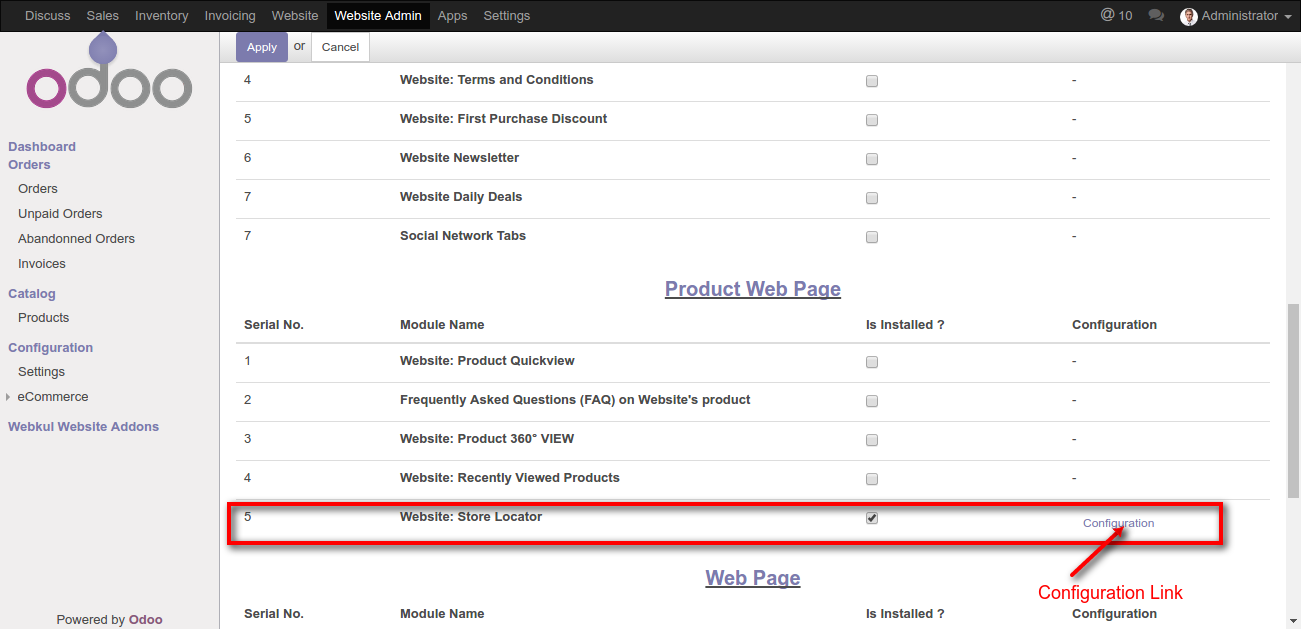 Discuss Sales Inventory Invoicing Website Website Admin Apps Settings @ 10 Administrator
odoo
Dashboard
Orders
Orders
Unpaid Orders
Abandonned Orders
Invoices
Catalog
Products
Configuration
Settings
eCommerce
Webkul Website Addons
Powered by Odoo
Apply or Cancel
4 Website: Terms and Conditions -
5 Website: First Purchase Discount -
6 Website Newsletter -
7 Website Daily Deals -
7 Social Network Tabs -
Product Web Page
Serial No. Module Name Is Installed ? Configuration
1 Website: Product Quickview -
2 Frequently Asked Questions (FAQ) on Website's product -
3 Website: Product 360° VIEW -
4 Website: Recently Viewed Products -
5 Website: Store Locator Configuration
Web Page
Configuration Link
Serial No. Module Name Is Installed ? Configuration